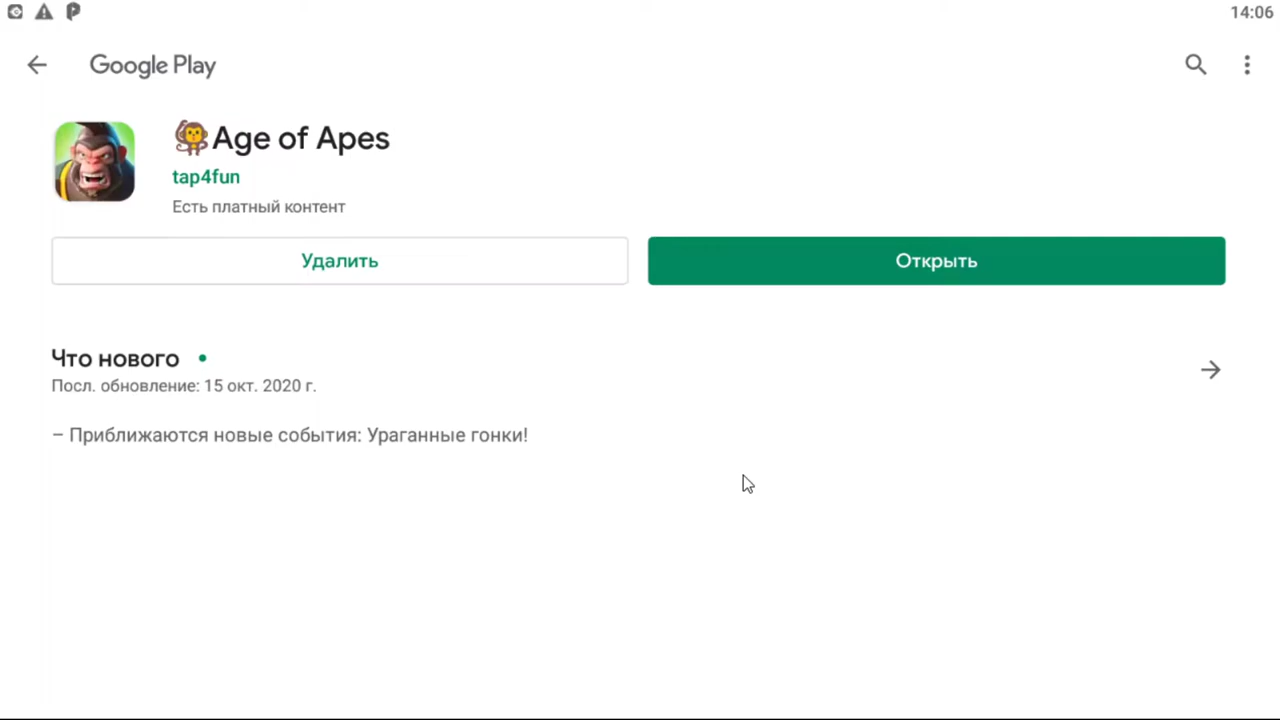 14:06
Google Play
🐒Age of Apes
tap4fun
Есть платный контент
Удалить
Открыть
Что нового
Посл. обновление: 15 окт. 2020 г.
– Приближаются новые события: Ураганные гонки!